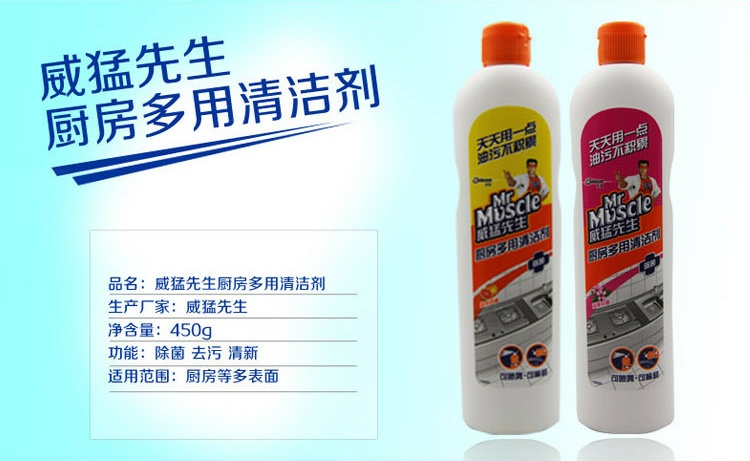 威猛先生
厨房多用清洁剂
品名：威猛先生厨房多用清洁剂
生产厂家：威猛先生
净含量：450g
功能：除菌 去污 清新
适用范围：厨房等多表面
天天用一点
油污不积累
Mr
Muscle
威猛先生
厨房多用清洁剂
天天用一点
油污不积累
Mr
Muscle
威猛先生
厨房多用清洁剂